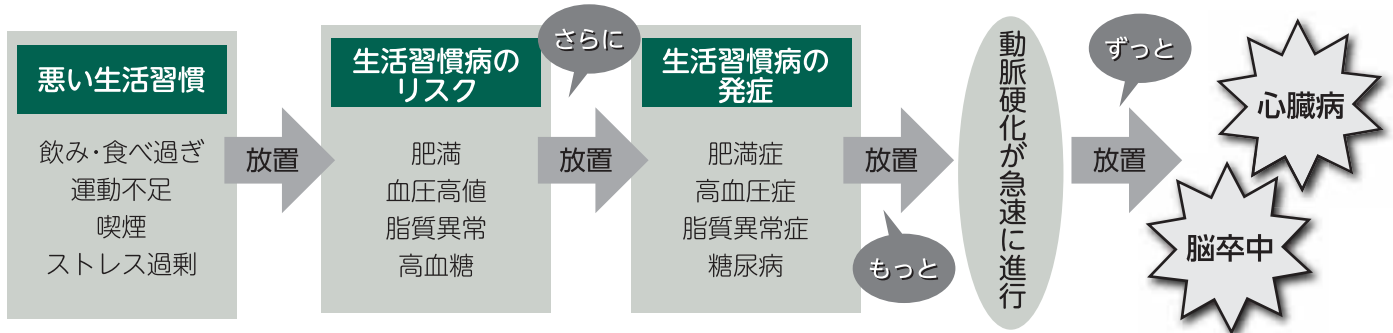 悪い生活習慣
飲み・食べ過ぎ
運動不足
喫煙
ストレス過剰
放置
生活習慣病の
リスク
肥満
血圧高値
脂質異常
高血糖
さらに
放置
生活習慣病の
発症
肥満症
高血圧症
脂質異常症
糖尿病
放置
もっと
動脈硬化が急速に進行
ずっと
放置
心臓病
脳卒中